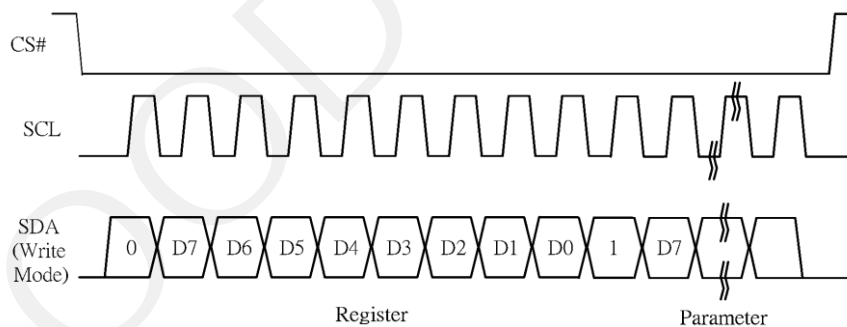 CS#
SCL
SDA
(Write
Mode)
0 D7 D6 D5 D4 D3 D2 D1 D0 1 D7
Register Parameter